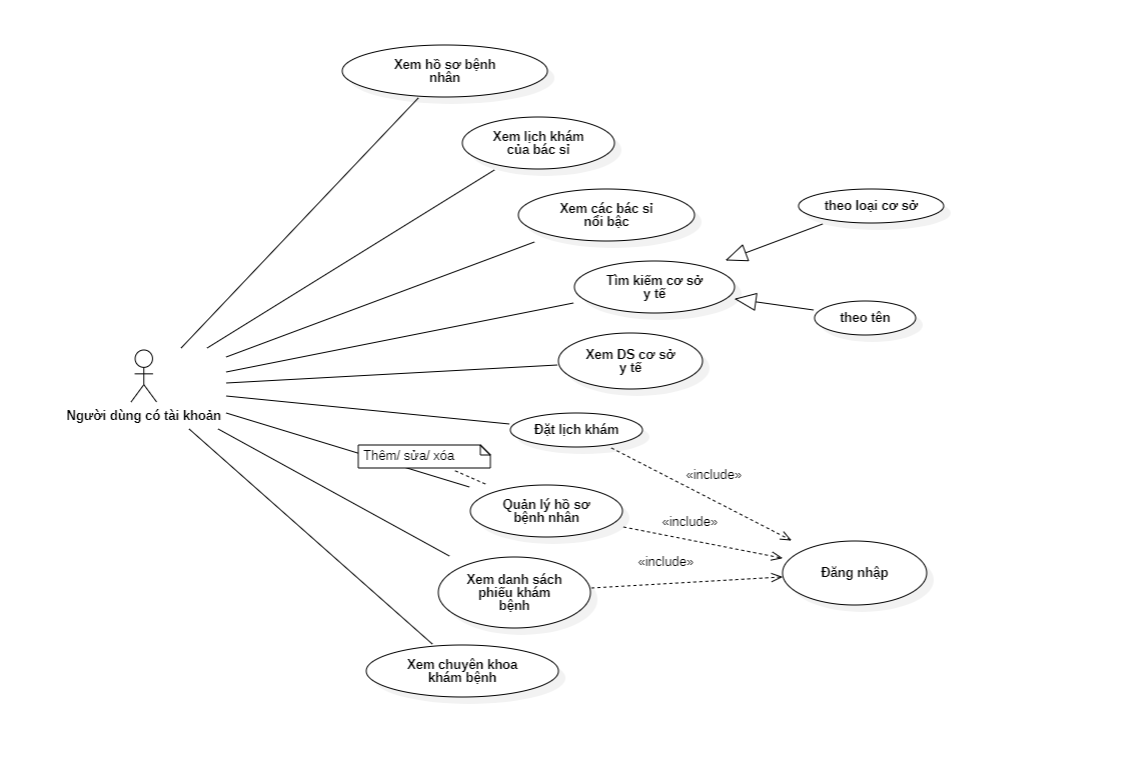 Xem hồ sơ bệnh
nhân
Xem lịch khám
của bác sỉ
Xem các bác sỉ
nổi bậc
theo loại cơ sở
Tìm kiếm cơ sở
y tế
theo tên
Xem DS cơ sở
y tế
Người dùng có tài khoản
Đặt lịch khám
Thêm/ sửa/ xóa
«include»
Quản lý hồ sơ
bệnh nhân
«include»
«include»
Đăng nhập
Xem danh sách
phiếu khám
bệnh
Xem chuyên khoa
khám bệnh